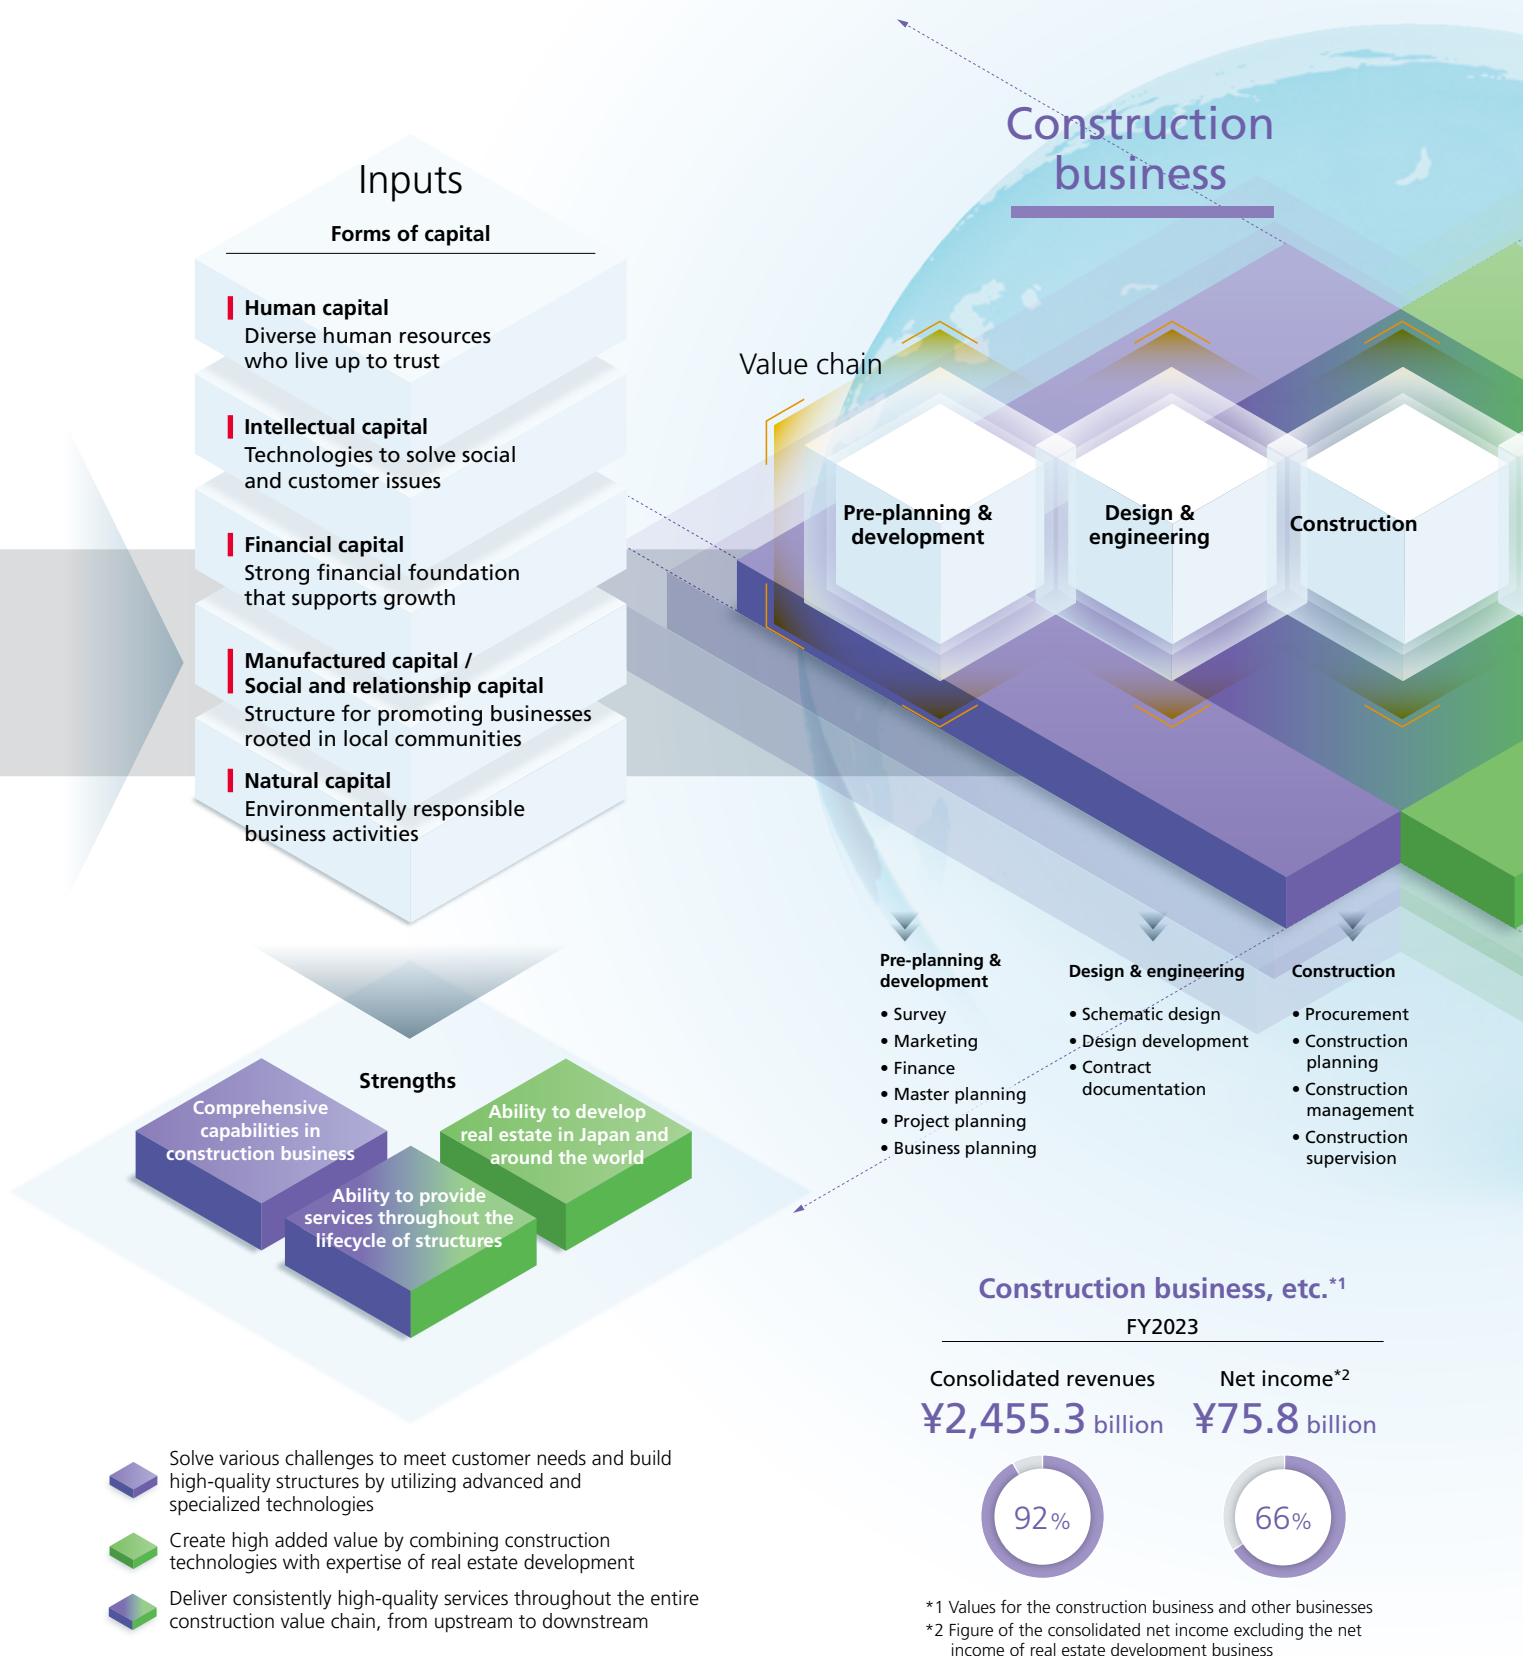 Inputs
Forms of capital
Human capital
Diverse human resources
who live up to trust
Intellectual capital
Technologies to solve social
and customer issues
Financial capital
Strong financial foundation
that supports growth
Manufactured capital /
Social and relationship capital
Structure for promoting businesses
rooted in local communities
Natural capital
Environmentally responsible
business activities
Strengths
Comprehensive
capabilities in
construction business
Ability to develop
real estate in Japan and
around the world
Ability to provide
services throughout the
lifecycle of structures
Solve various challenges to meet customer needs and build
high-quality structures by utilizing advanced and
specialized technologies
Create high added value by combining construction
technologies with expertise of real estate development
Deliver consistently high-quality services throughout the entire
construction value chain, from upstream to downstream
Construction
business
Value chain
Pre-planning &
development
Design &
engineering
Construction
Pre-planning &
development
• Survey
• Marketing
• Finance
• Master planning
• Project planning
• Business planning
Design & engineering
• Schematic design
• Design development
• Contract
documentation
Construction
• Procurement
• Construction
planning
• Construction
management
• Construction
supervision
Construction business, etc.*1
FY2023
Consolidated revenues
¥2,455.3 billion
92%
Net income*2
¥75.8 billion
66%
*1 Values for the construction business and other businesses
*2 Figure of the consolidated net income excluding the net
income of real estate development business